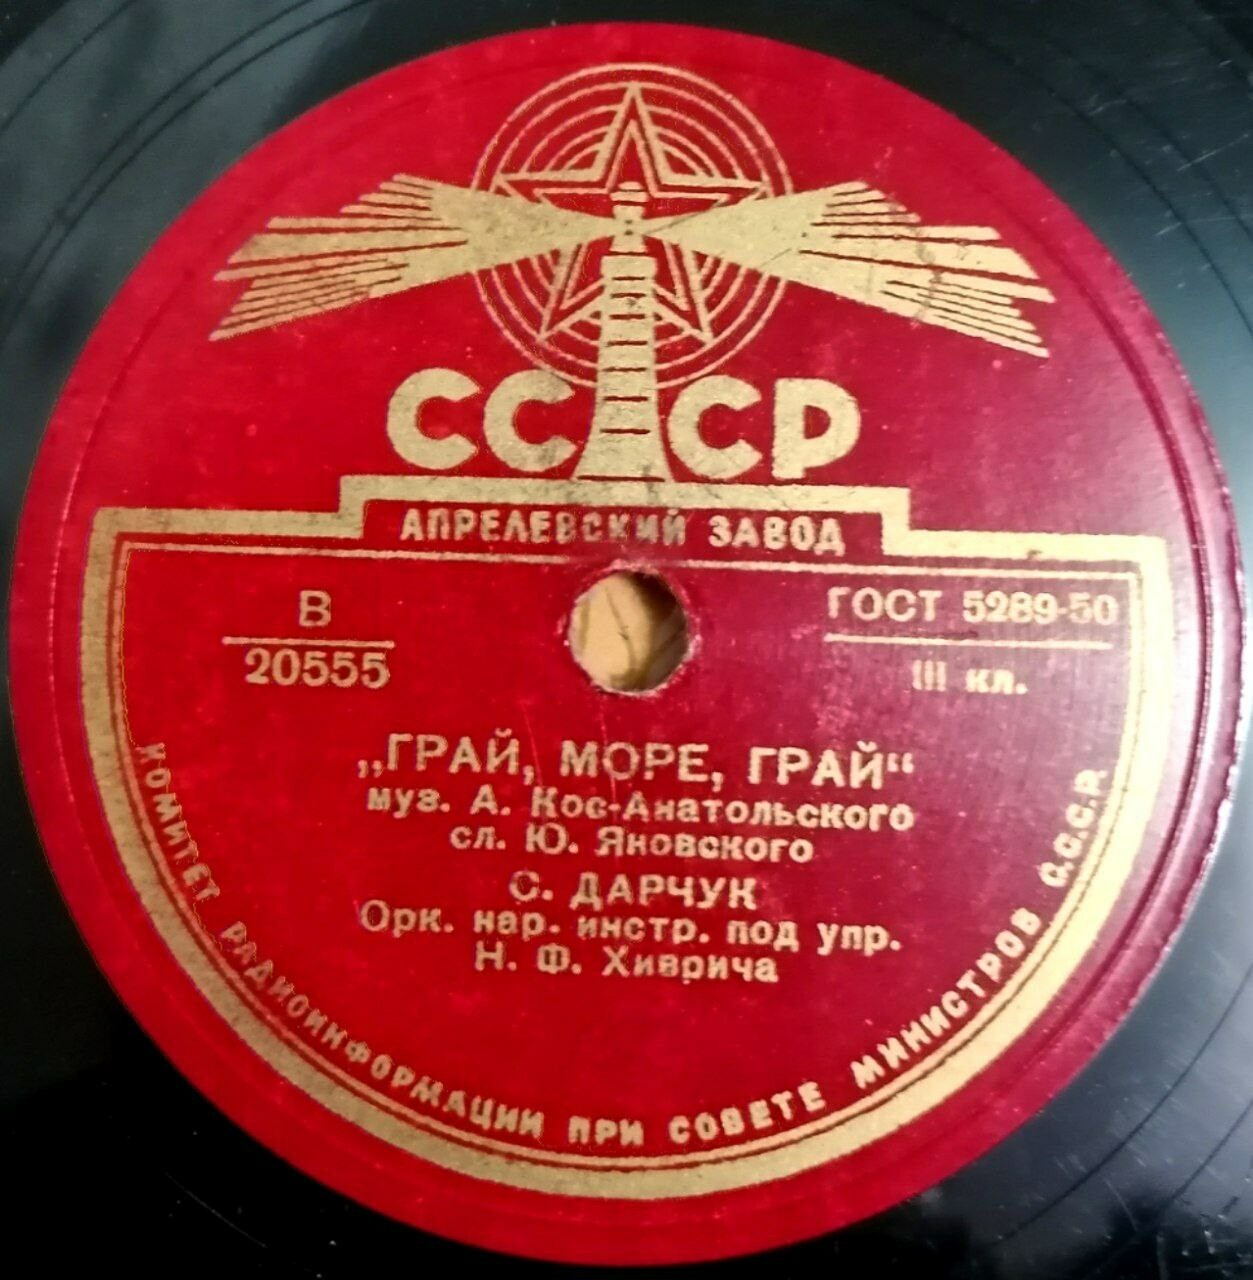 СССР
АПРЕЛЕВСКИЙ ЗАВОД
В
20555
ГОСТ 5289-50
III кл.
„ГРАЙ, МОРЕ, ГРАЙ“
муз. А. Кос-Анатольского
сл. Ю. Яновского
С. ДАРЧУК
Орк. нар. инстр. под упр.
Н. Ф. Хиврича
КОМИТЕТ РАДИОИНФОРМАЦИИ ПРИ СОВЕТЕ МИНИСТРОВ С.С.С.Р.